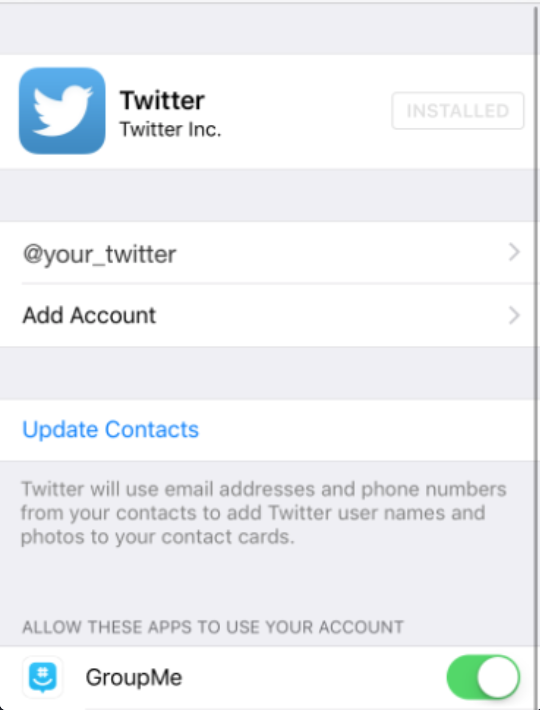 Twitter
Twitter Inc.
INSTALLED
@your_twitter
Add Account
Update Contacts
Twitter will use email addresses and phone numbers
from your contacts to add Twitter user names and
photos to your contact cards.
ALLOW THESE APPS TO USE YOUR ACCOUNT
GroupMe